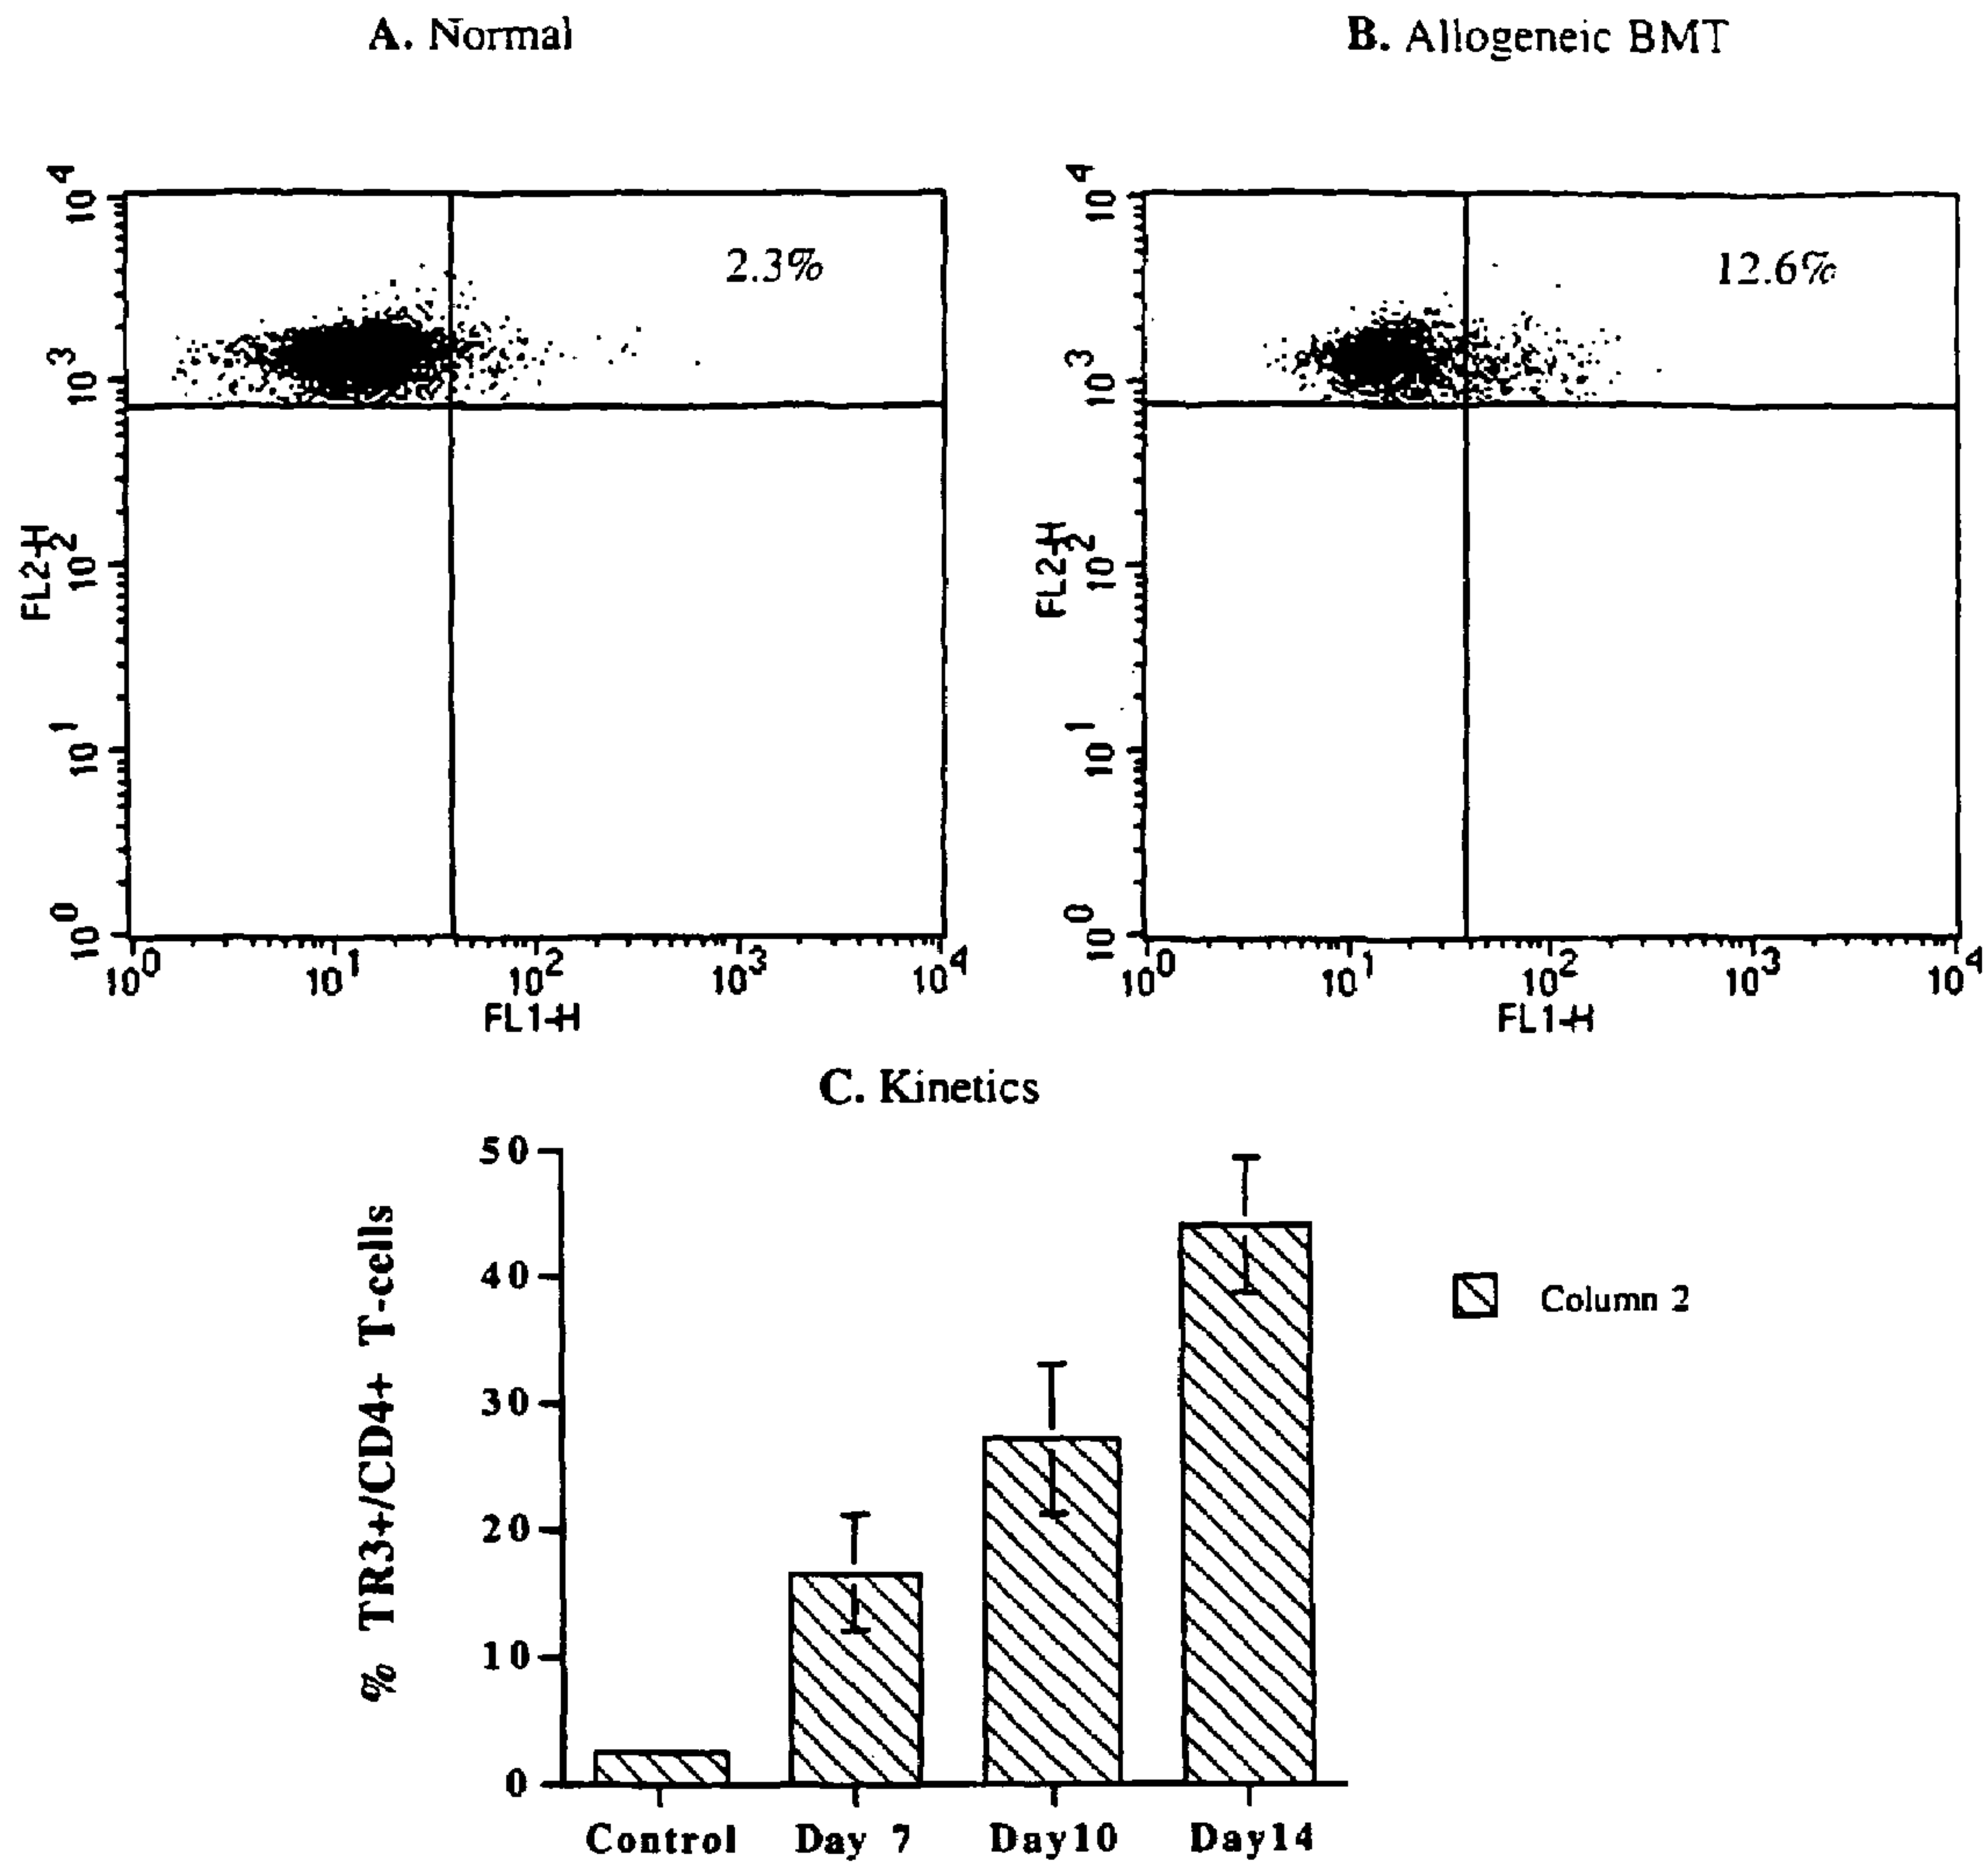 A. Normal
B. Allogeneic BMT
10^4
10^3
10^2
10^1
10^0
FL2-H
2.3%
10^0 10^1 10^2 10^3 10^4
FL1-H
10^4
10^3
10^2
10^1
10^0
FL2-H
12.6%
10^0 10^1 10^2 10^3 10^4
FL1-H
C. Kinetics
% TR3+/CD4+ T-cells
50
40
30
20
10
0
Control Day 7 Day10 Day14
Column 2